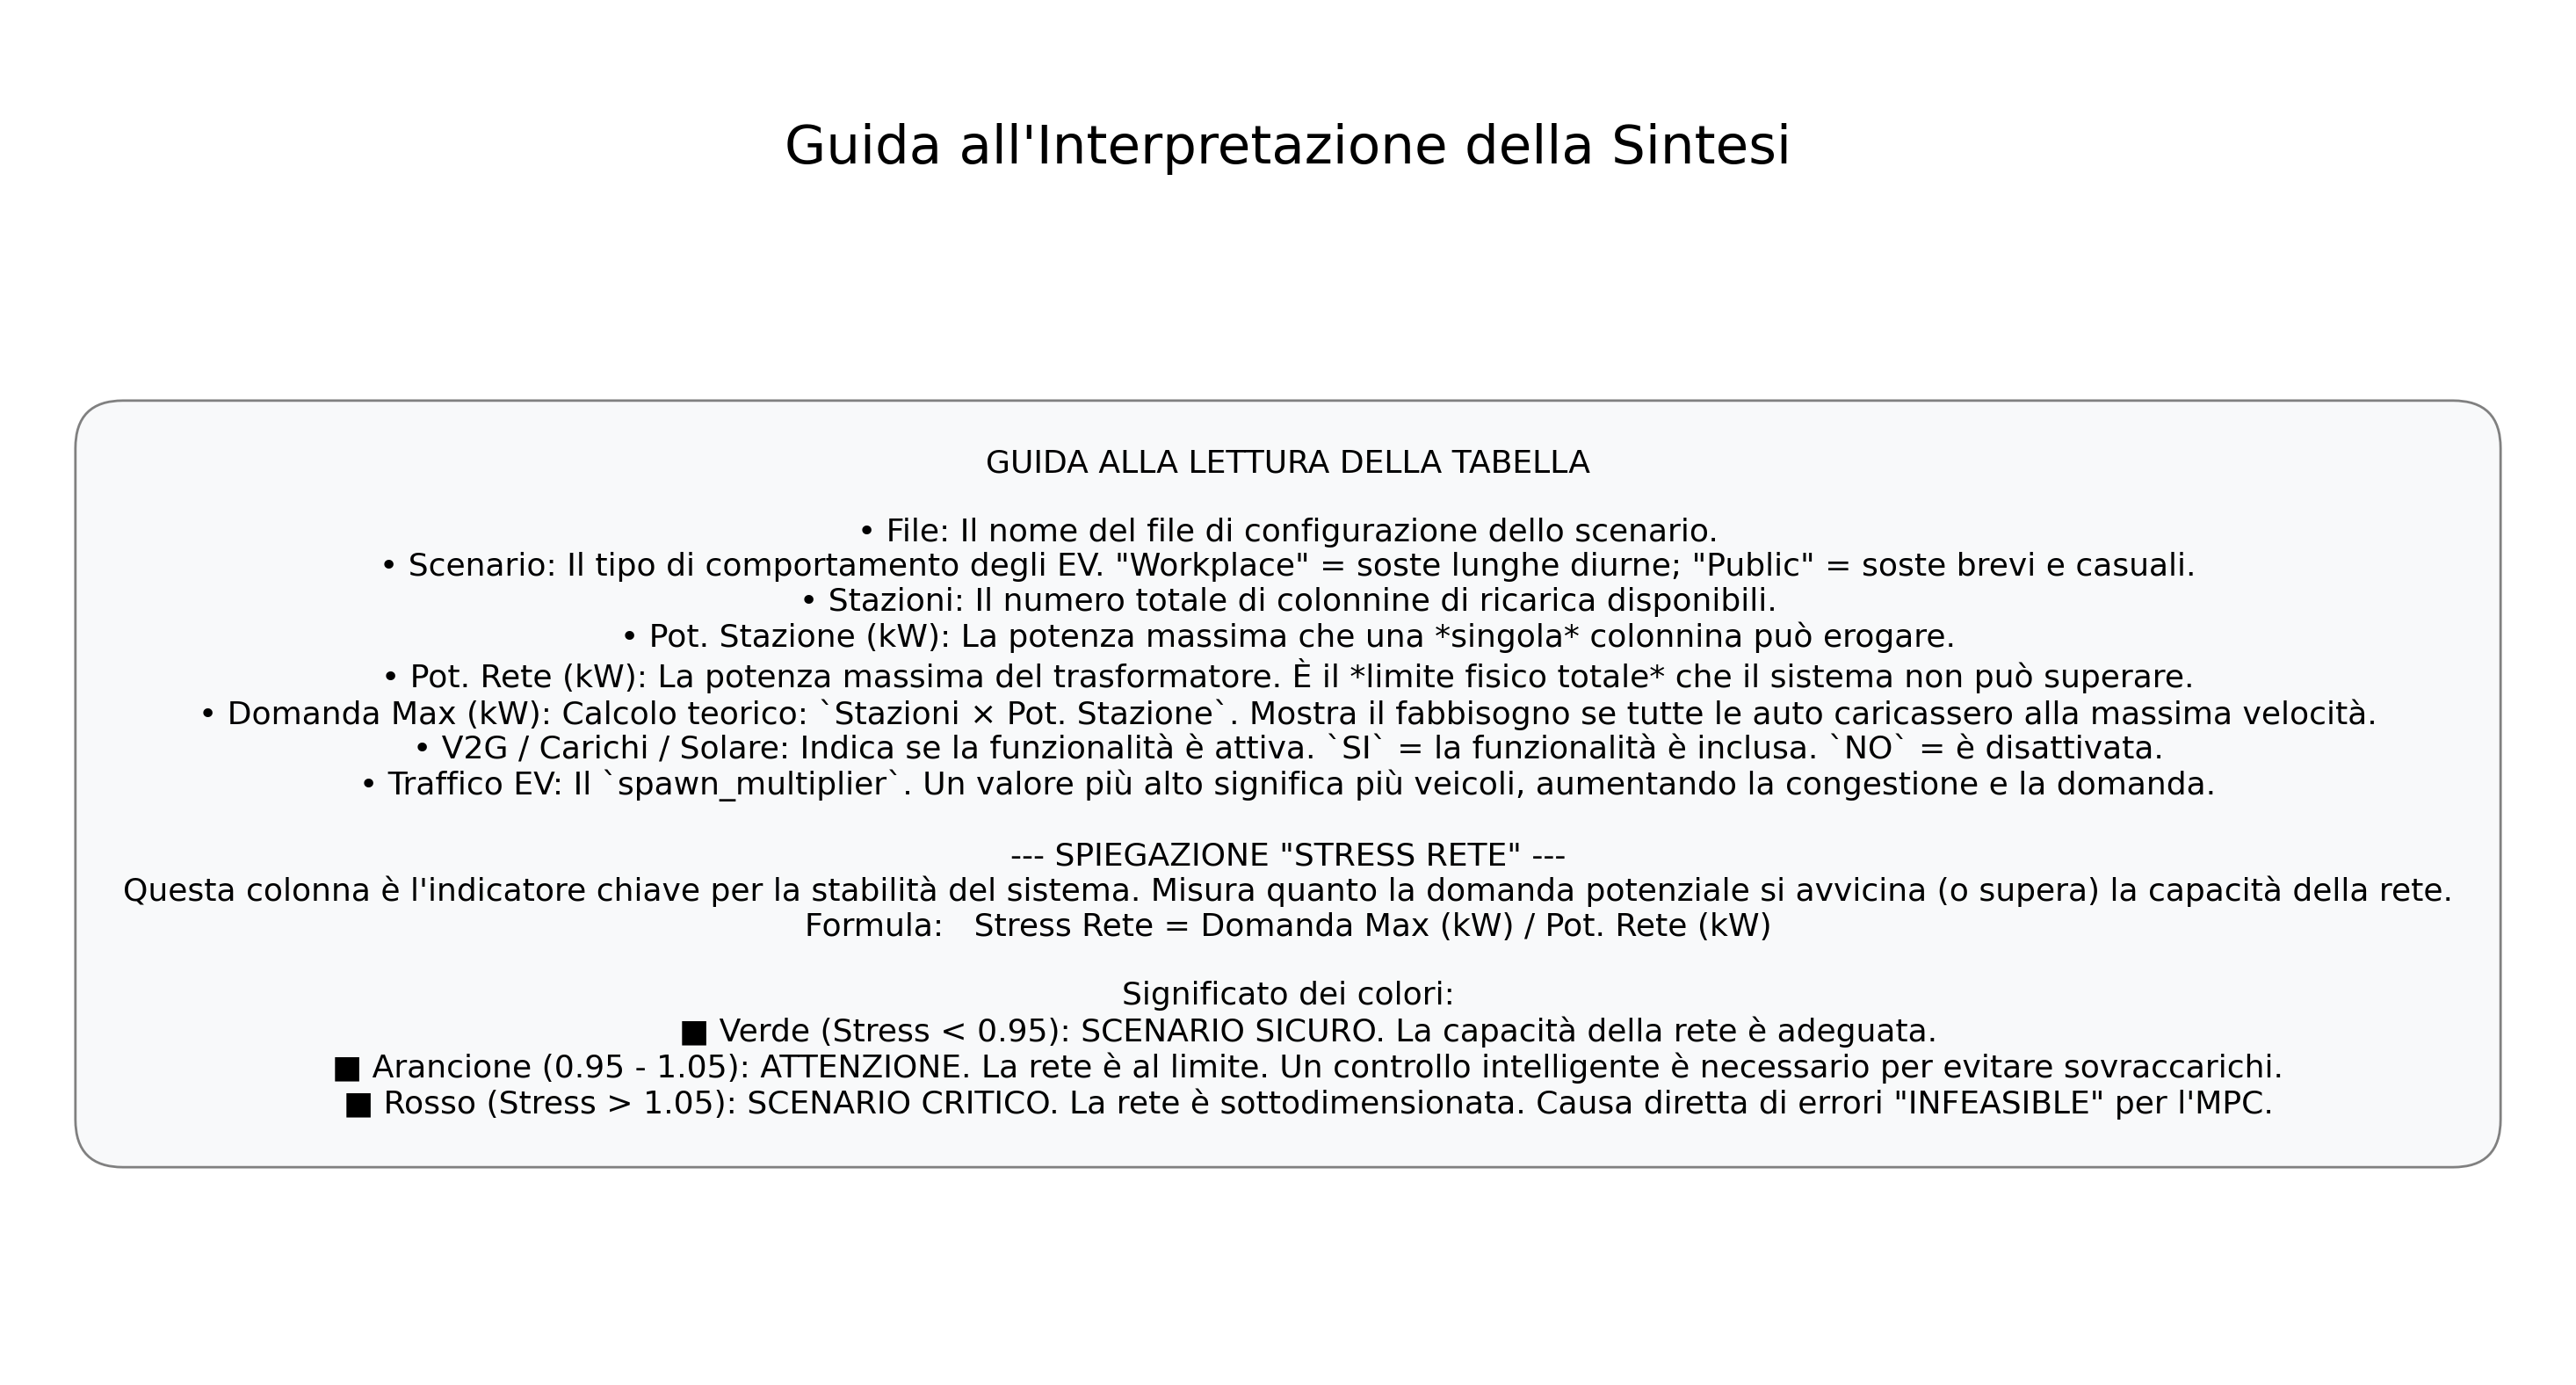 Guida all'Interpretazione della Sintesi
GUIDA ALLA LETTURA DELLA TABELLA
• File: Il nome del file di configurazione dello scenario.
• Scenario: Il tipo di comportamento degli EV. "Workplace" = soste lunghe diurne; "Public" = soste brevi e casuali.
• Stazioni: Il numero totale di colonnine di ricarica disponibili.
• Pot. Stazione (kW): La potenza massima che una *singola* colonnina può erogare.
• Pot. Rete (kW): La potenza massima del trasformatore. È il *limite fisico totale* che il sistema non può superare.
• Domanda Max (kW): Calcolo teorico: `Stazioni × Pot. Stazione`. Mostra il fabbisogno se tutte le auto caricassero alla massima velocità.
• V2G / Carichi / Solare: Indica se la funzionalità è attiva. `SI` = la funzionalità è inclusa. `NO` = è disattivata.
• Traffico EV: Il `spawn_multiplier`. Un valore più alto significa più veicoli, aumentando la congestione e la domanda.
--- SPIEGAZIONE "STRESS RETE" ---
Questa colonna è l'indicatore chiave per la stabilità del sistema. Misura quanto la domanda potenziale si avvicina (o supera) la capacità della rete.
Formula:   Stress Rete = Domanda Max (kW) / Pot. Rete (kW)
Significato dei colori:
■ Verde (Stress < 0.95): SCENARIO SICURO. La capacità della rete è adeguata.
■ Arancione (0.95 - 1.05): ATTENZIONE. La rete è al limite. Un controllo intelligente è necessario per evitare sovraccarichi.
■ Rosso (Stress > 1.05): SCENARIO CRITICO. La rete è sottodimensionata. Causa diretta di errori "INFEASIBLE" per l'MPC.